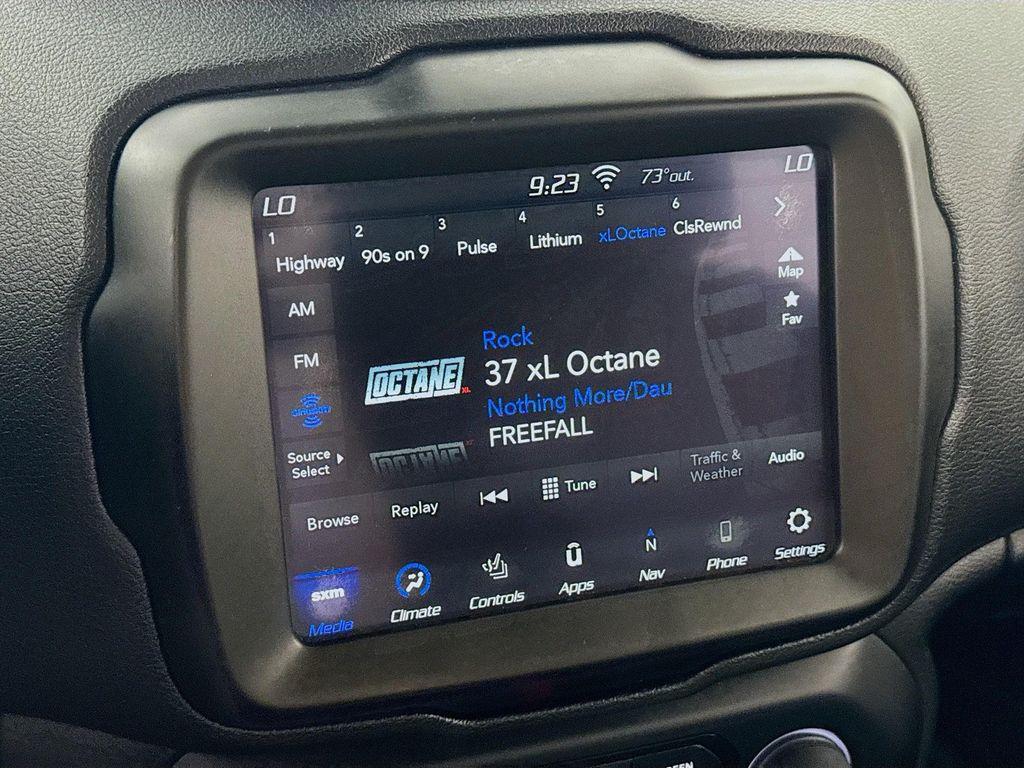 LO 9:23 73°out. LO
1 Highway 2 90s on 9 3 Pulse 4 Lithium 5 xLOctane 6 ClsRewnd
Map
Fav
AM
FM
SiriusXM
Source
Select
OCTANE XL
Rock
37 xL Octane
Nothing More/Dau
FREEFALL
Browse Replay Tune Traffic &
Weather Audio
sxm
Media Climate Controls Apps N
Nav Phone Settings